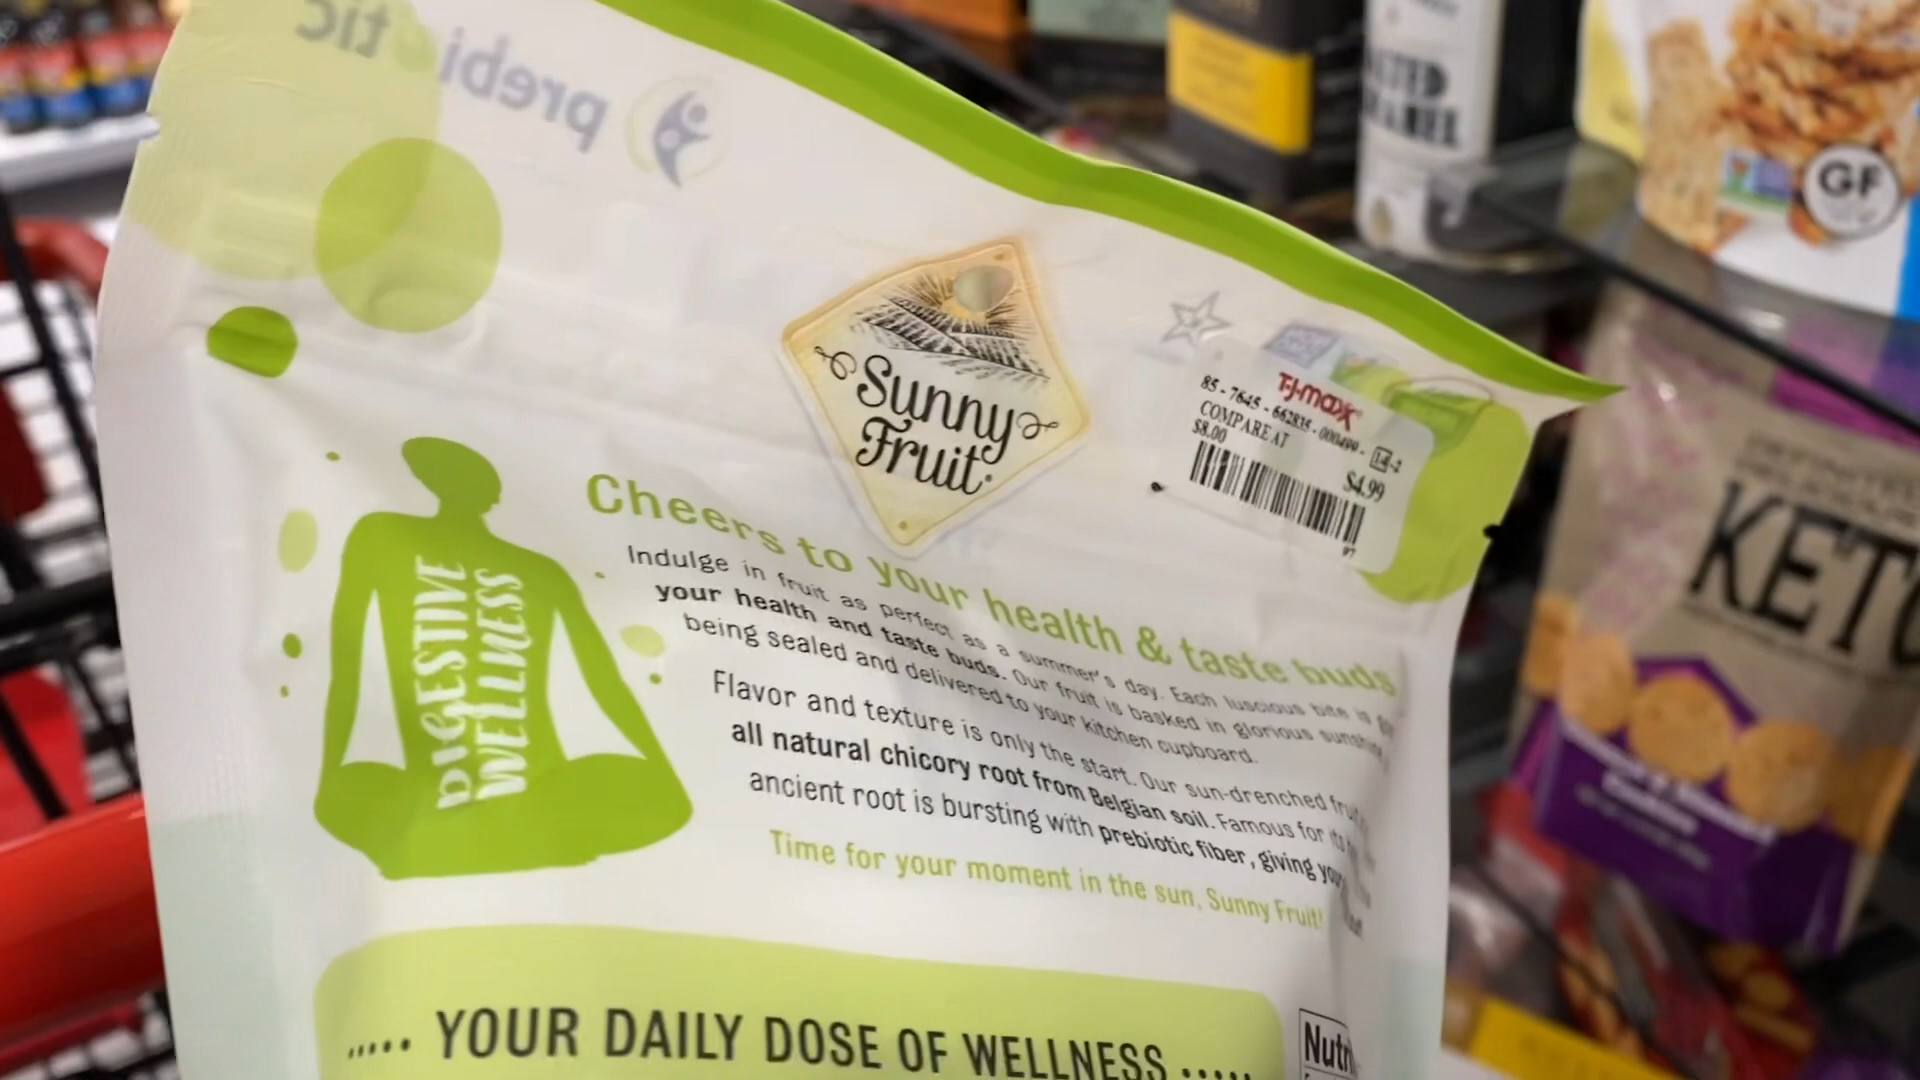 prebiotic
Sunny
Fruit
T·J·maxx
85 - 7645 - 662835 - 000499 -
COMPARE AT
$8.00
$4.99
97
Cheers to your health & taste buds
Indulge in fruit as perfect as a summer's day. Each luscious bite is
your health and taste buds. Our fruit is basked in glorious sunshine,
being sealed and delivered to your kitchen cupboard.
Flavor and texture is only the start. Our sun-drenched
all natural chicory root from Belgian soil. Famous for its
ancient root is bursting with prebiotic fiber, giving
Time for your moment in the sun, Sunny Fruit!
DIGESTIVE
WELLNESS
..... YOUR DAILY DOSE OF WELLNESS .....
GF